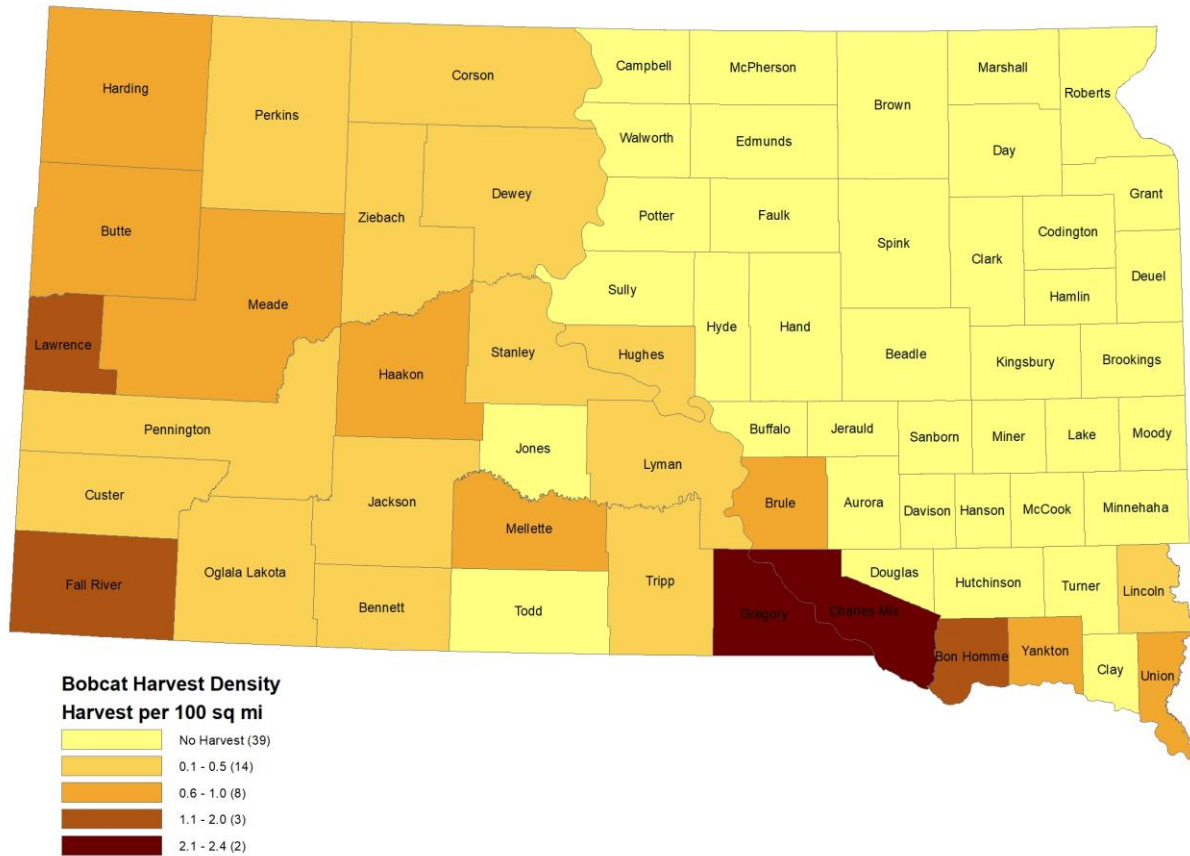 Harding
Perkins
Corson
Campbell
McPherson
Brown
Marshall
Roberts
Walworth
Edmunds
Day
Butte
Ziebach
Dewey
Potter
Faulk
Spink
Clark
Codington
Grant
Meade
Sully
Hyde
Hand
Hamlin
Deuel
Lawrence
Haakon
Stanley
Hughes
Beadle
Kingsbury
Brookings
Pennington
Jones
Lyman
Buffalo
Jerauld
Sanborn
Miner
Lake
Moody
Custer
Jackson
Mellette
Brule
Aurora
Davison
Hanson
McCook
Minnehaha
Fall River
Oglala Lakota
Bennett
Todd
Tripp
Gregory
Charles Mix
Douglas
Hutchinson
Turner
Lincoln
Bon Homme
Yankton
Clay
Union
Bobcat Harvest Density
Harvest per 100 sq mi
No Harvest (39)
0.1 - 0.5 (14)
0.6 - 1.0 (8)
1.1 - 2.0 (3)
2.1 - 2.4 (2)